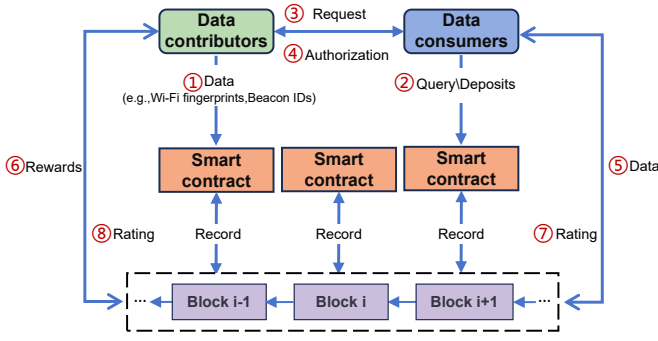 Data
contributors
③ Request
④ Authorization
Data
consumers
① Data
(e.g.,Wi-Fi fingerprints,Beacon IDs)
② Query\Deposits
⑥ Rewards
Smart
contract
Smart
contract
Smart
contract
⑤ Data
⑧ Rating
Record
Record
Record
⑦ Rating
...
Block i-1
Block i
Block i+1
...